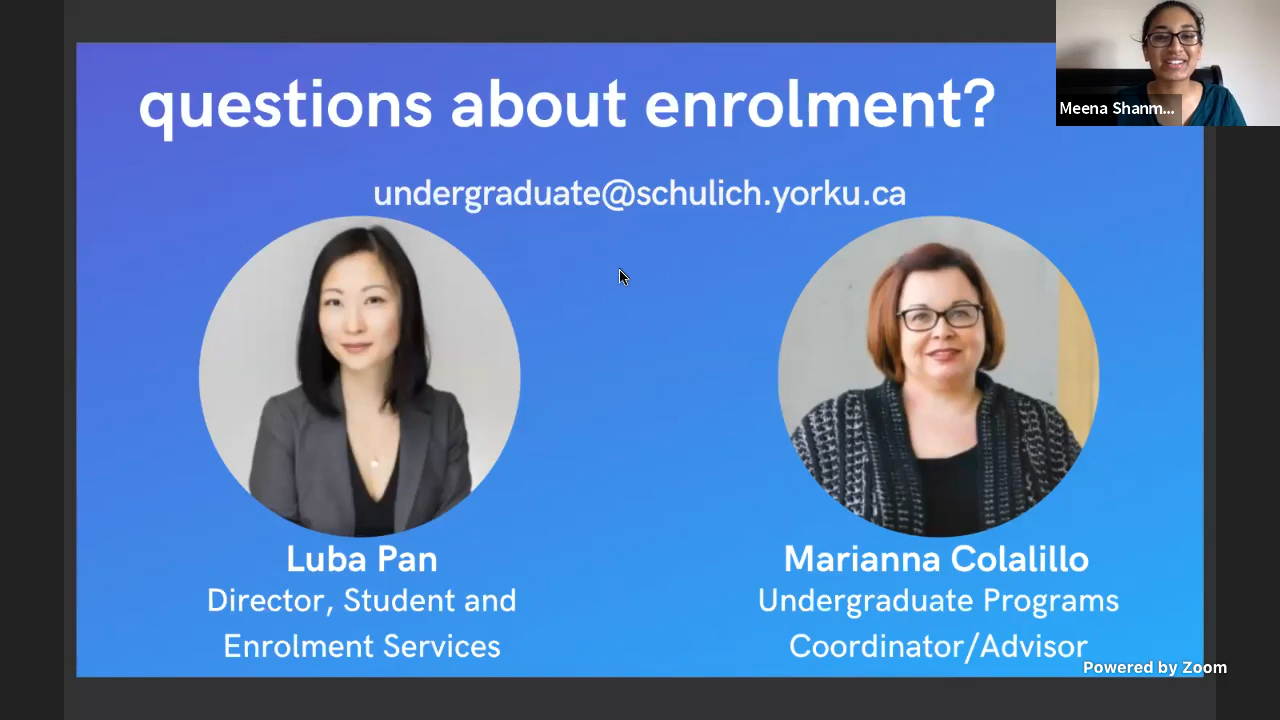 questions about enrolment?
Meena Shanm...
undergraduate@schulich.yorku.ca
Luba Pan
Director, Student and
Enrolment Services
Marianna Colalillo
Undergraduate Programs
Coordinator/Advisor
Powered by Zoom